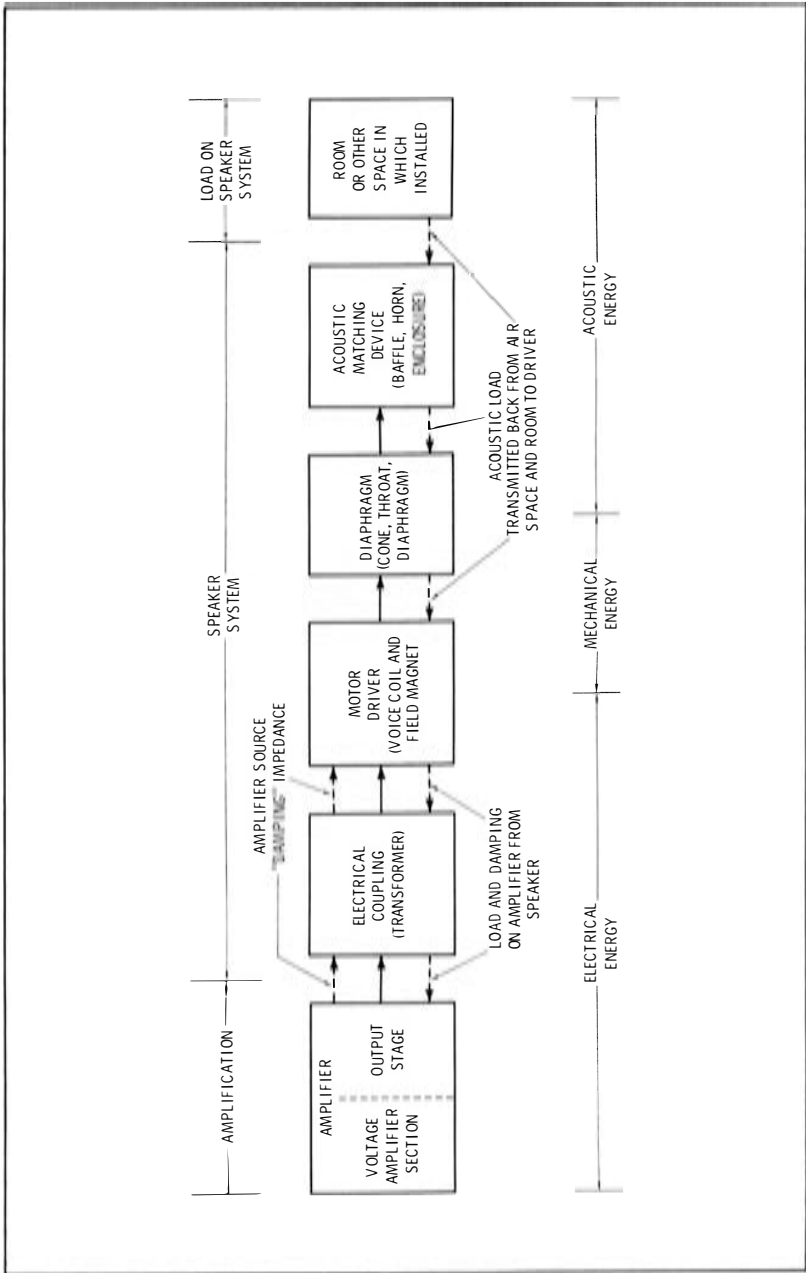 AMPLIFICATION
SPEAKER
SYSTEM
LOAD ON
SPEAKER
SYSTEM
AMPLIFIER SOURCE
"DAMPING" IMPEDANCE
AMPLIFIER
VOLTAGE
AMPLIFIER
SECTION
OUTPUT
STAGE
ELECTRICAL
COUPLING
(TRANSFORMER)
MOTOR
DRIVER
(VOICE COIL AND
FIELD MAGNET
DIAPHRAGM
(CONE, THROAT,
DIAPHRAGM)
ACOUSTIC
MATCHING
DEVICE
(BAFFLE, HORN,
ENCLOSURE)
ROOM
OR OTHER
SPACE IN
WHICH
INSTALLED
LOAD AND DAMPING
ON AMPLIFIER FROM
SPEAKER
ACOUSTIC LOAD
TRANSMITTED BACK FROM AIR
SPACE AND ROOM TO DRIVER
ELECTRICAL
ENERGY
MECHANICAL
ENERGY
ACOUSTIC
ENERGY